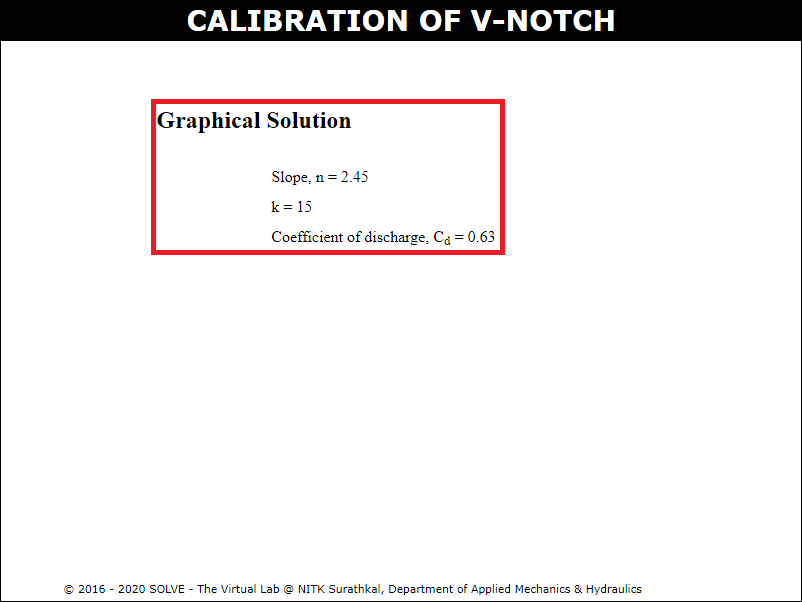 CALIBRATION OF V-NOTCH
Graphical Solution
Slope, n = 2.45
k = 15
Coefficient of discharge, Cd = 0.63
© 2016 - 2020 SOLVE - The Virtual Lab @ NITK Surathkal, Department of Applied Mechanics & Hydraulics